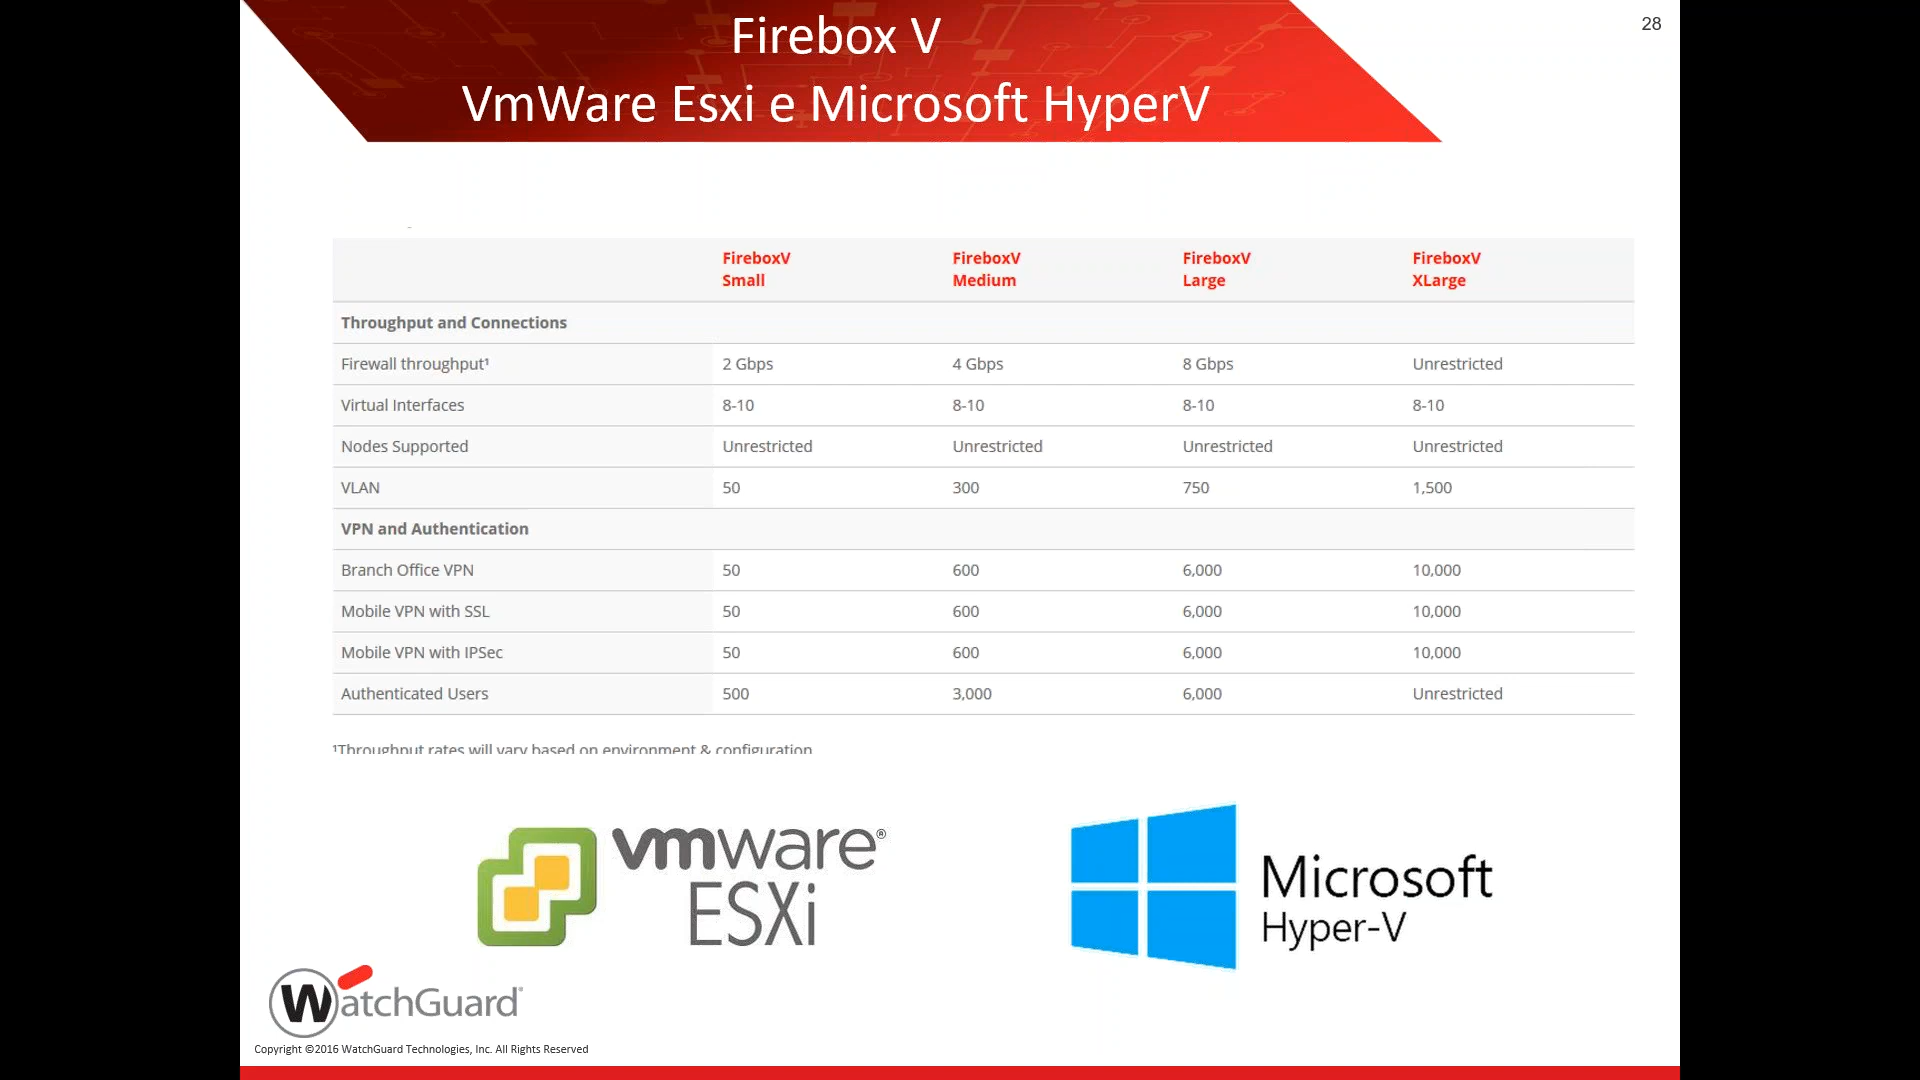 Firebox V
VmWare Esxi e Microsoft HyperV
28
FireboxV Small FireboxV Medium FireboxV Large FireboxV XLarge
Throughput and Connections
Firewall throughput¹ 2 Gbps 4 Gbps 8 Gbps Unrestricted
Virtual Interfaces 8-10 8-10 8-10 8-10
Nodes Supported Unrestricted Unrestricted Unrestricted Unrestricted
VLAN 50 300 750 1,500
VPN and Authentication
Branch Office VPN 50 600 6,000 10,000
Mobile VPN with SSL 50 600 6,000 10,000
Mobile VPN with IPSec 50 600 6,000 10,000
Authenticated Users 500 3,000 6,000 Unrestricted
¹Throughput rates will vary based on environment & configuration
vmware®
ESXi
Microsoft
Hyper-V
WatchGuard®
Copyright ©2016 WatchGuard Technologies, Inc. All Rights Reserved